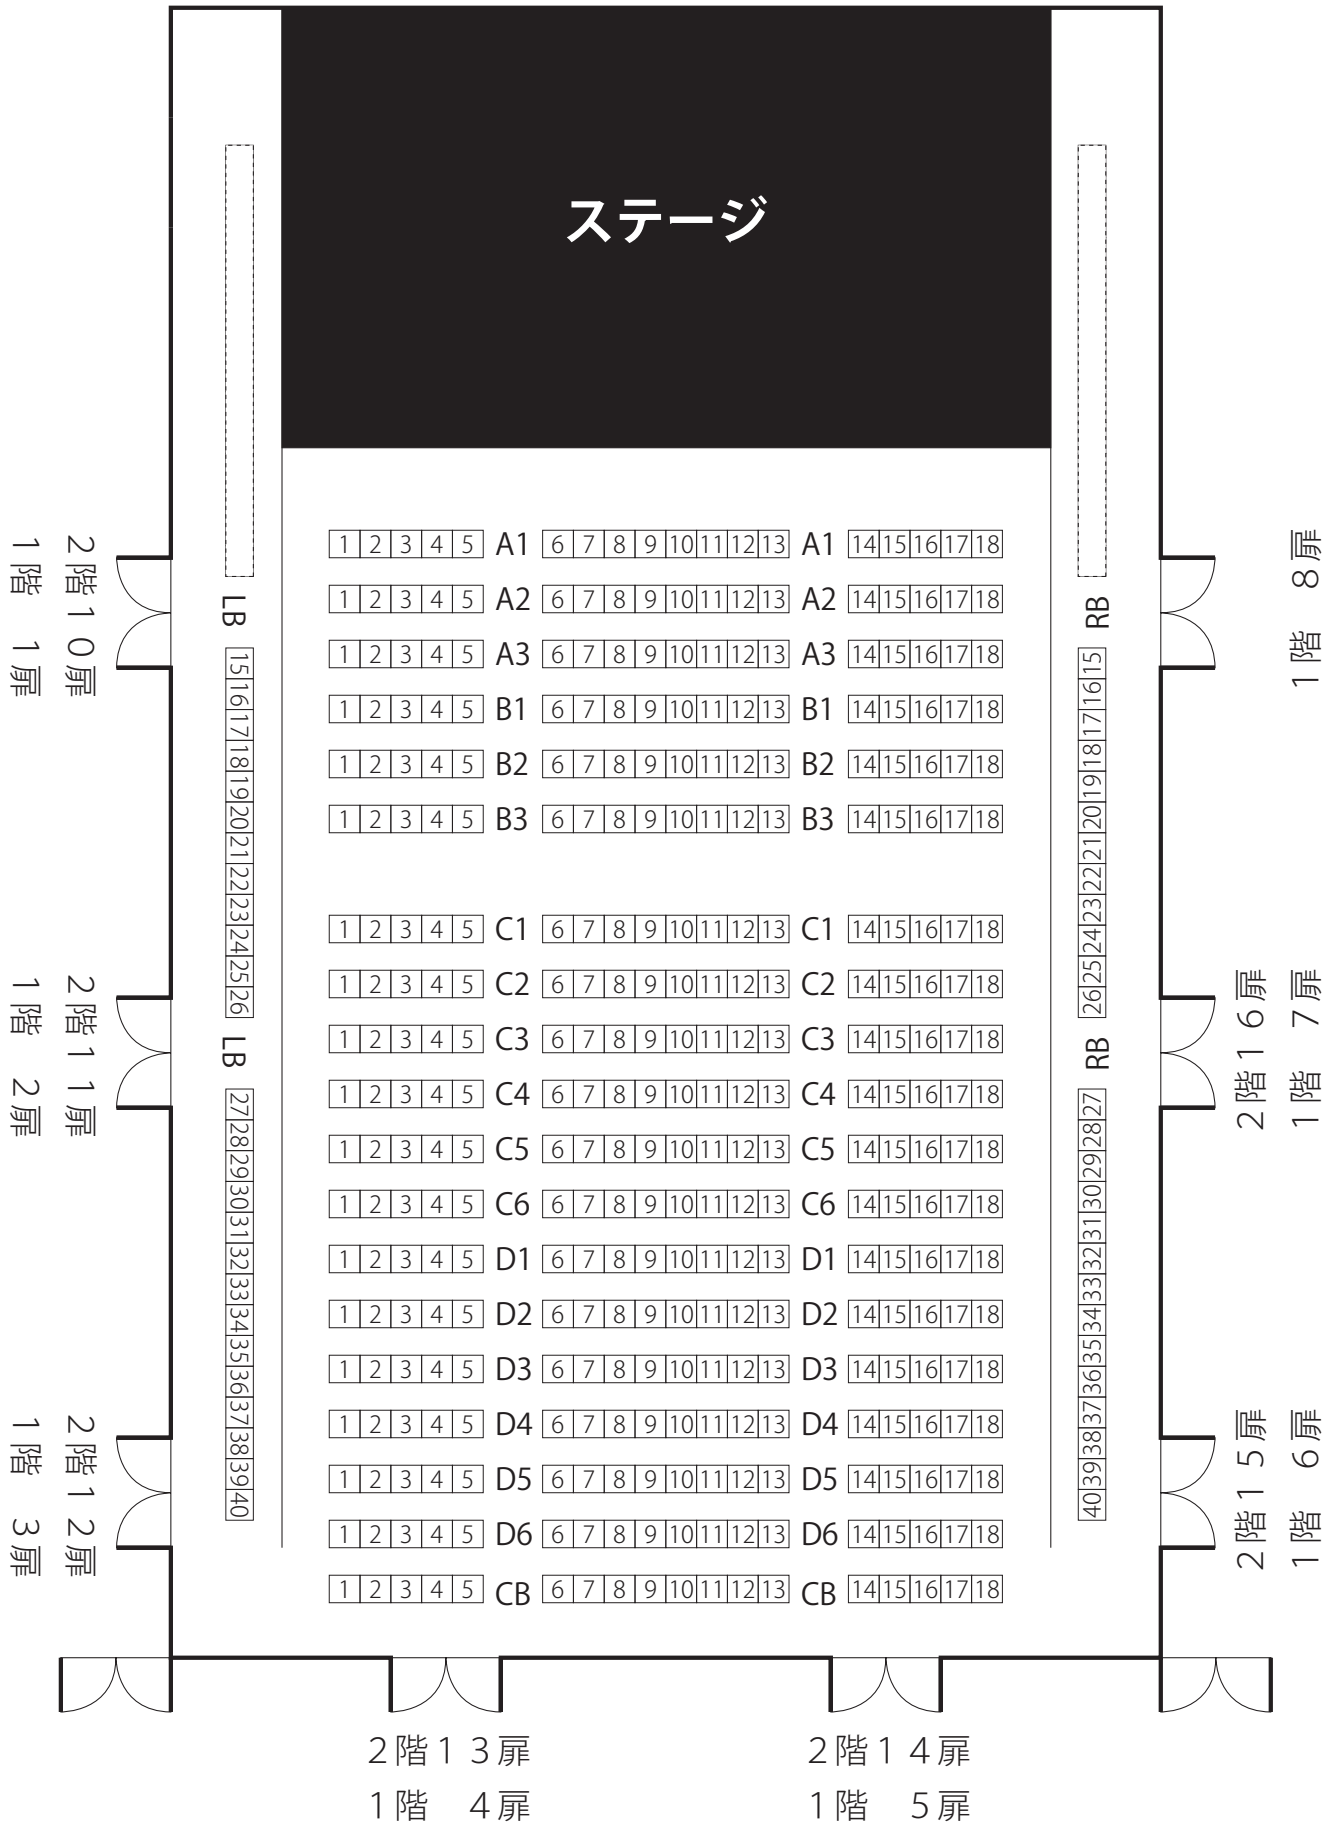 ステージ
1 2 3 4 5 A1 6 7 8 9 10 11 12 13 A1 14 15 16 17 18
1 2 3 4 5 A2 6 7 8 9 10 11 12 13 A2 14 15 16 17 18
1 2 3 4 5 A3 6 7 8 9 10 11 12 13 A3 14 15 16 17 18
1 2 3 4 5 B1 6 7 8 9 10 11 12 13 B1 14 15 16 17 18
1 2 3 4 5 B2 6 7 8 9 10 11 12 13 B2 14 15 16 17 18
1 2 3 4 5 B3 6 7 8 9 10 11 12 13 B3 14 15 16 17 18
1 2 3 4 5 C1 6 7 8 9 10 11 12 13 C1 14 15 16 17 18
1 2 3 4 5 C2 6 7 8 9 10 11 12 13 C2 14 15 16 17 18
1 2 3 4 5 C3 6 7 8 9 10 11 12 13 C3 14 15 16 17 18
1 2 3 4 5 C4 6 7 8 9 10 11 12 13 C4 14 15 16 17 18
1 2 3 4 5 C5 6 7 8 9 10 11 12 13 C5 14 15 16 17 18
1 2 3 4 5 C6 6 7 8 9 10 11 12 13 C6 14 15 16 17 18
1 2 3 4 5 D1 6 7 8 9 10 11 12 13 D1 14 15 16 17 18
1 2 3 4 5 D2 6 7 8 9 10 11 12 13 D2 14 15 16 17 18
1 2 3 4 5 D3 6 7 8 9 10 11 12 13 D3 14 15 16 17 18
1 2 3 4 5 D4 6 7 8 9 10 11 12 13 D4 14 15 16 17 18
1 2 3 4 5 D5 6 7 8 9 10 11 12 13 D5 14 15 16 17 18
1 2 3 4 5 D6 6 7 8 9 10 11 12 13 D6 14 15 16 17 18
1 2 3 4 5 CB 6 7 8 9 10 11 12 13 CB 14 15 16 17 18
LB 15 16 17 18 19 20 21 22 23 24 25 26 LB 27 28 29 30 31 32 33 34 35 36 37 38 39 40
RB 15 16 17 18 19 20 21 22 23 24 25 26 RB 27 28 29 30 31 32 33 34 35 36 37 38 39 40
2階10扉
1階　1扉
2階11扉
1階　2扉
2階12扉
1階　3扉
1階　8扉
2階16扉
1階　7扉
2階15扉
1階　6扉
2階13扉
1階　4扉
2階14扉
1階　5扉